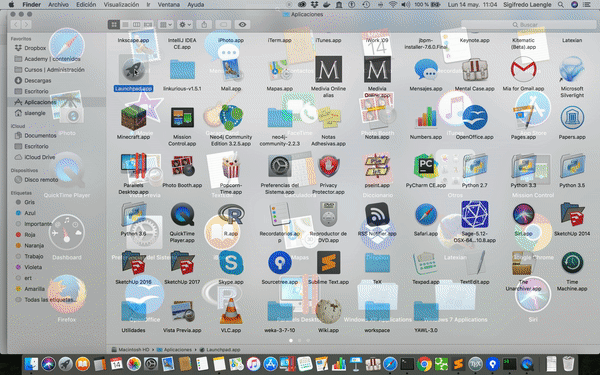 Finder Archivo Edición Visualización Ir Ventana Ayuda 100 % Lun 14 may. 11:04 Sigifredo Laengle
Aplicaciones
Buscar
Favoritos
Dropbox
Academy | contenidos
Cursos | Administración
Descargas
Escritorio
Aplicaciones
slaengle
iCloud
Documentos
Escritorio
iCloud Drive
Dispositivos
Disco remoto
Etiquetas
Gris
Azul
Importante
Roja
Naranja
Trabajo
Violeta
ert
Amarilla
Todas las etiquetas...
Inkscape.app IntelliJ IDEA CE.app iPhoto.app iTerm.app iTunes.app iWork '09 jbpm-installer-7.6.0.Final Keynote.app Kitematic (Beta).app Latexian
Launchpad.app linkurious-v1.5.1 Mail.app Mapas.app Medivia Online alias Medivia Online.app Mensajes.app Mental Case.app Mia for Gmail.app Microsoft Silverlight
Minecraft.app Mission Control.app Neo4j Community Edition 3.2.5.app neo4j-community-2.2.3 Notas Adhesivas.app Notas.app Numbers.app OpenOffice.app Pages.app Papers.app
Parallels Desktop.app Photo Booth.app Popcorn-Time.app Preferencias del Sistema.app Privacy Protector.app pseint.app PyCharm CE.app Python 2.7 Python 3.3 Python 3.5
Python 3.6 QuickTime Player.app R.app Recordatorios.app Reproductor de DVD.app RSS Notifier.app Safari.app Sage-5.12-OSX-64...10.8.app Siri.app SketchUp 2014
SketchUp 2016 SketchUp 2017 Skype.app Sourcetree.app Sublime Text.app TeX Texpad.app TextEdit.app The Unarchiver.app Time Machine.app
Utilidades Vista Previa.app VLC.app weka-3-7-10 Wiki.app workspace YAWL-3.0
iPhoto
QuickTime Player
Dashboard
Preferencias del Sistema
Firefox
Siri
Macintosh HD Aplicaciones Launchpad.app